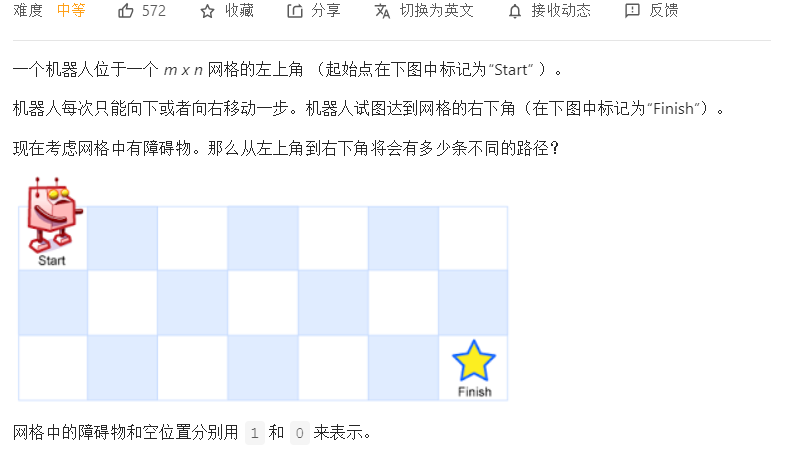 难度 中等 572 收藏 分享 切换为英文 接收动态 反馈
一个机器人位于一个 m x n 网格的左上角 （起始点在下图中标记为“Start” ）。
机器人每次只能向下或者向右移动一步。机器人试图达到网格的右下角（在下图中标记为“Finish”）。
现在考虑网格中有障碍物。那么从左上角到右下角将会有多少条不同的路径？
Start
Finish
网格中的障碍物和空位置分别用 1 和 0 来表示。